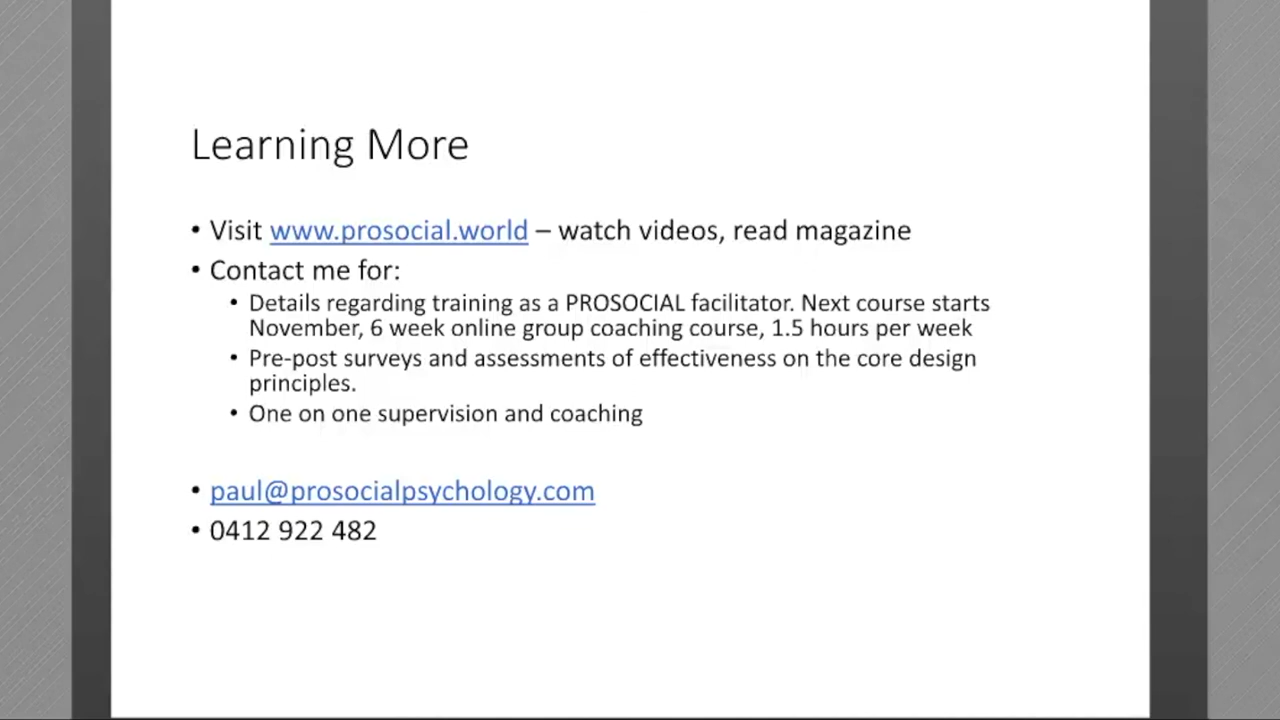 Learning More
• Visit www.prosocial.world – watch videos, read magazine
• Contact me for:
• Details regarding training as a PROSOCIAL facilitator. Next course starts
November, 6 week online group coaching course, 1.5 hours per week
• Pre-post surveys and assessments of effectiveness on the core design
principles.
• One on one supervision and coaching
• paul@prosocialpsychology.com
• 0412 922 482